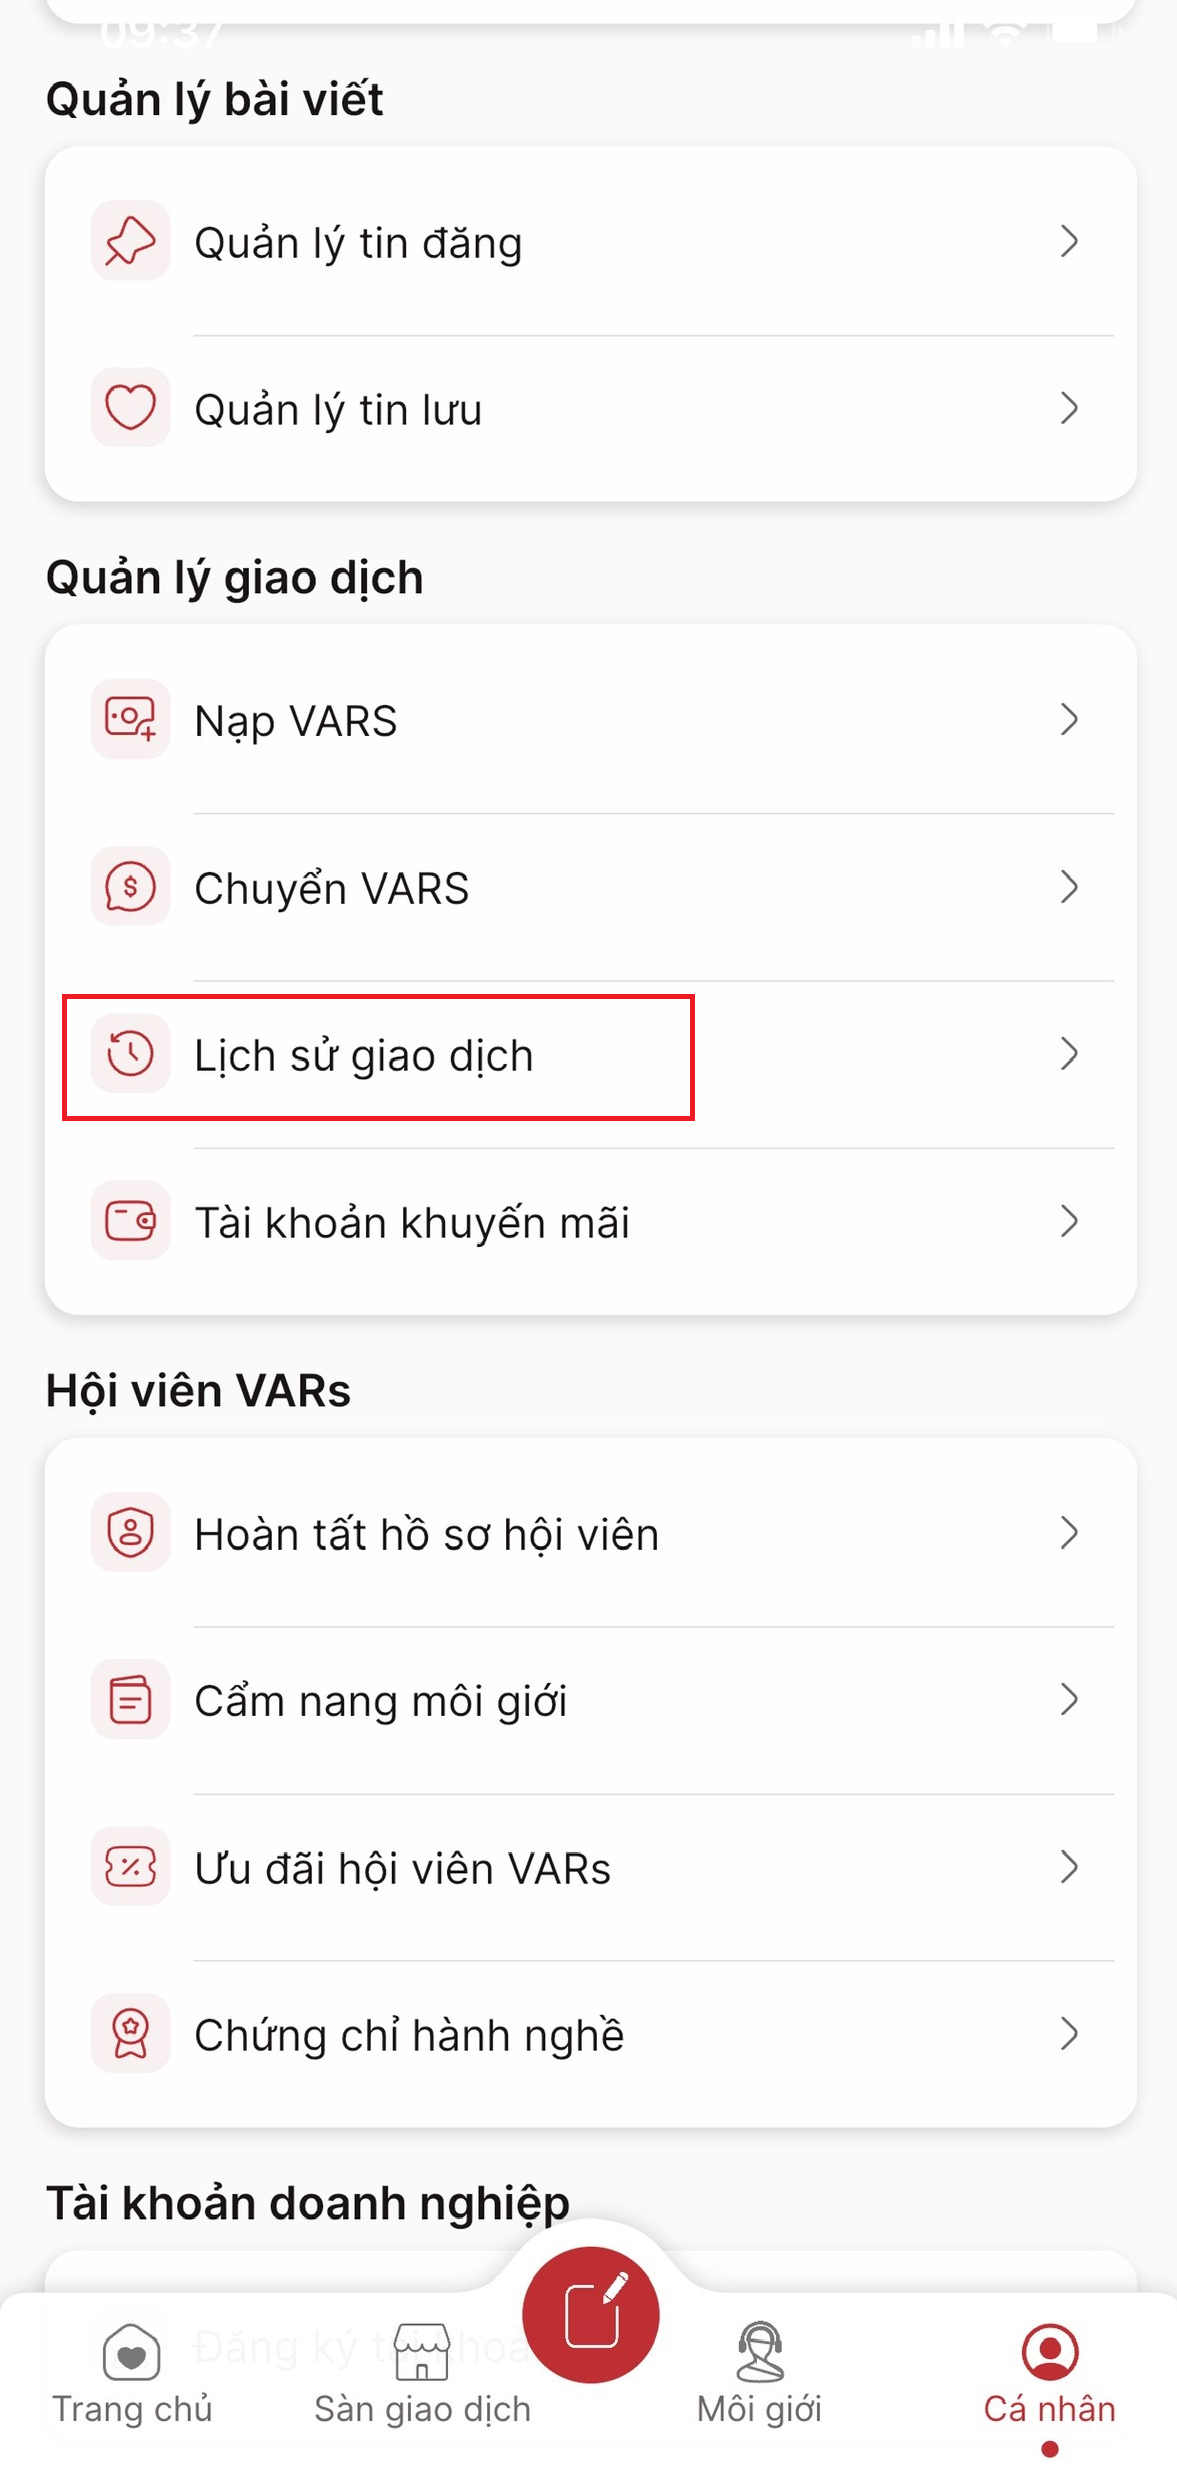 09:37
Quản lý bài viết
Quản lý tin đăng
Quản lý tin lưu
Quản lý giao dịch
Nạp VARS
Chuyển VARS
Lịch sử giao dịch
Tài khoản khuyến mãi
Hội viên VARs
Hoàn tất hồ sơ hội viên
Cẩm nang môi giới
Ưu đãi hội viên VARs
Chứng chỉ hành nghề
Tài khoản doanh nghiệp
Đăng ký
Trang chủ
Sàn giao dịch
Môi giới
Cá nhân